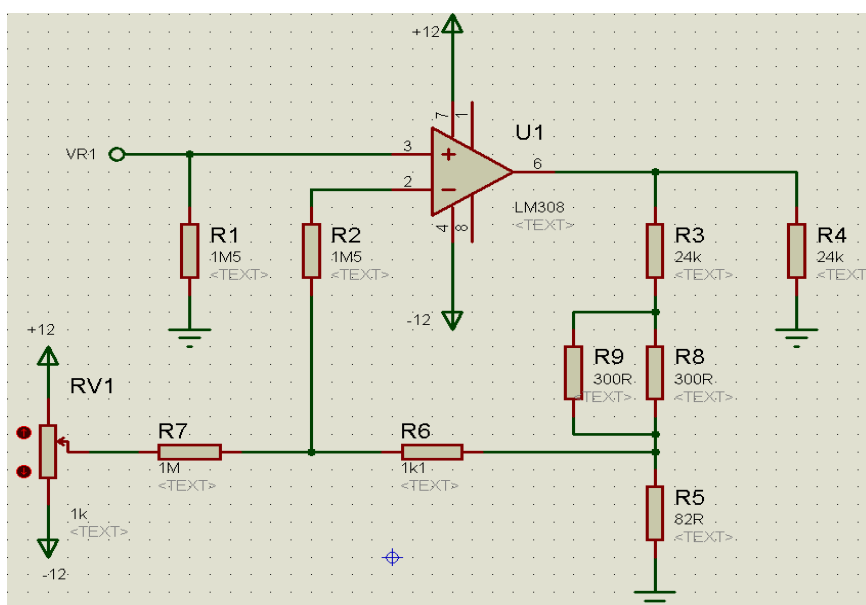 +12
7
1
U1
VR1
3
6
2
LM308
<TEXT>
4
8
R1
1M5
<TEXT>
R2
1M5
<TEXT>
R3
24k
<TEXT>
R4
24k
<TEXT>
-12
+12
R9
300R
<TEXT>
R8
300R
<TEXT>
RV1
R7
1M
<TEXT>
R6
1k1
<TEXT>
1k
<TEXT>
R5
82R
<TEXT>
-12